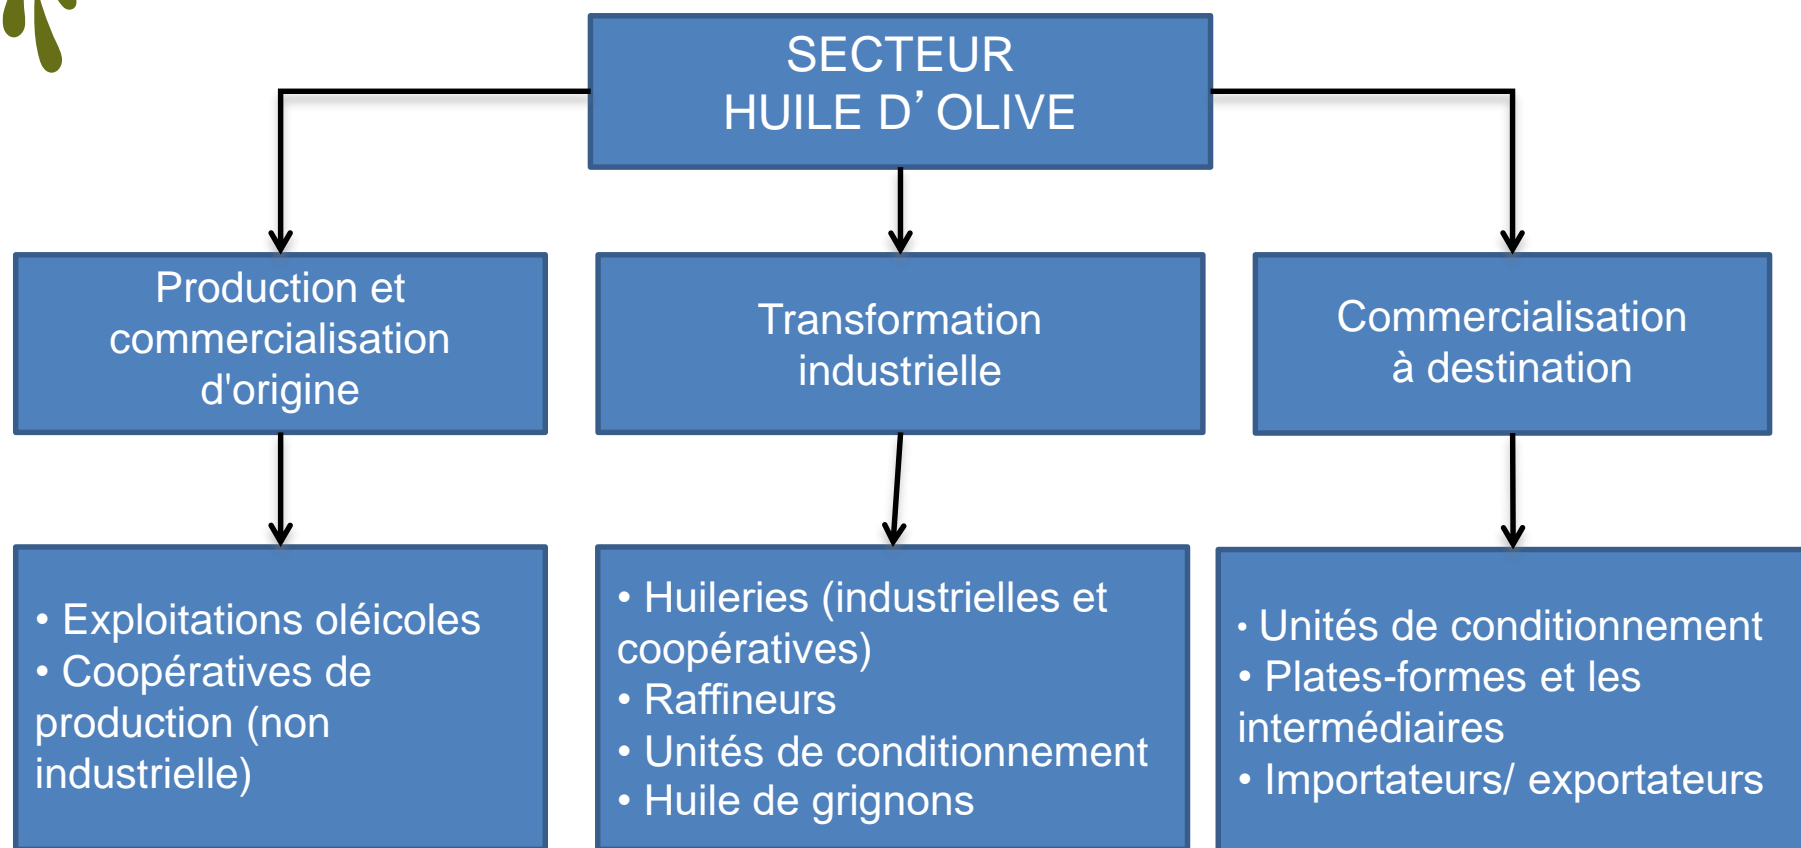 SECTEUR
HUILE D’ OLIVE
Production et
commercialisation
d'origine
Transformation
industrielle
Commercialisation
à destination
• Exploitations oléicoles
• Coopératives de
production (non
industrielle)
• Huileries (industrielles et
coopératives)
• Raffineurs
• Unités de conditionnement
• Huile de grignons
• Unités de conditionnement
• Plates-formes et les
intermédiaires
• Importateurs/ exportateurs